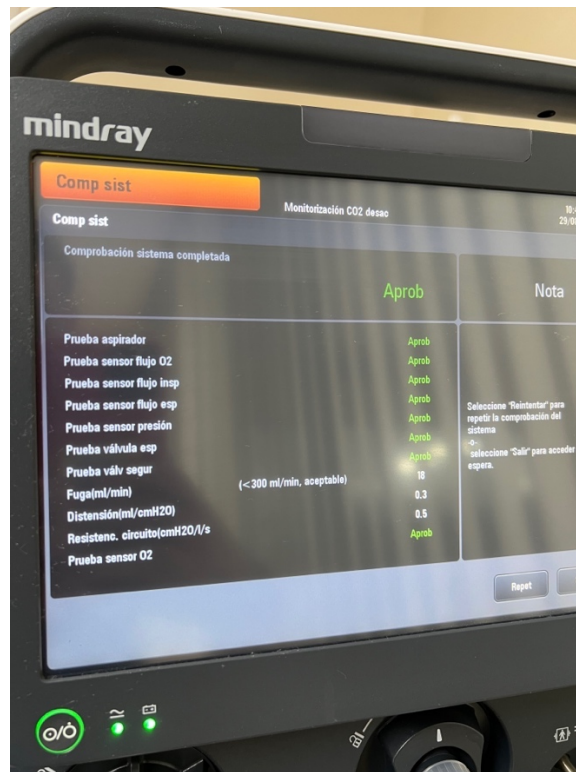 mindray
Comp sist
Monitorización CO2 desac
Comp sist
Comprobación sistema completada
Aprob
Nota
Prueba aspirador Aprob
Prueba sensor flujo O2 Aprob
Prueba sensor flujo insp Aprob
Prueba sensor flujo esp Aprob
Prueba sensor presión Aprob
Prueba válvula esp Aprob
Prueba válv segur Aprob
Fuga(ml/min) (<300 ml/min, aceptable) 18
Distensión(ml/cmH2O) 0.3
Resistenc. circuito(cmH2O/l/s 0.5
Prueba sensor O2 Aprob
Seleccione "Reintentar" para
repetir la comprobación del
sistema
-o-
seleccione "Salir" para acceder
espera.
Repet